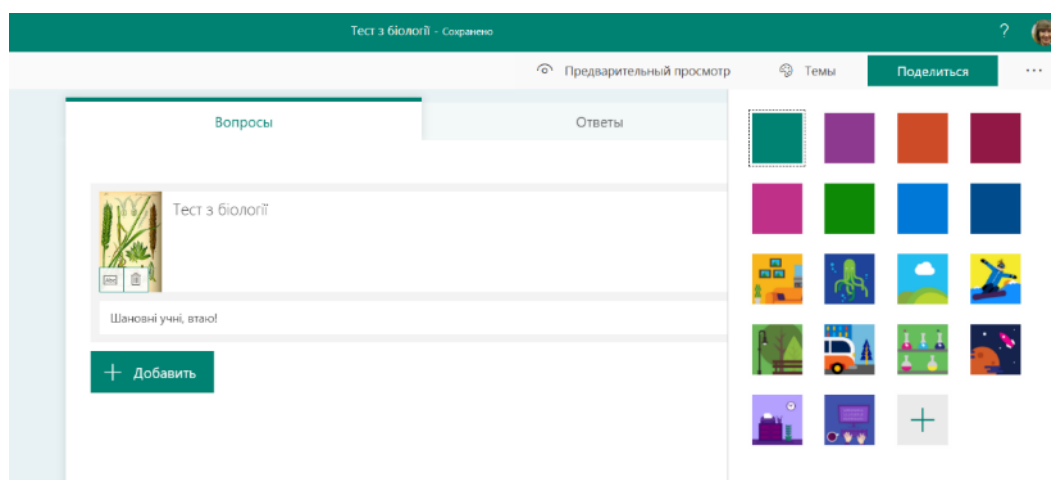 Тест з біології - Сохранено
?
Предварительный просмотр
Темы
Поделиться
...
Вопросы
Ответы
Тест з біології
Шановні учні, втаю!
+ Добавить
+